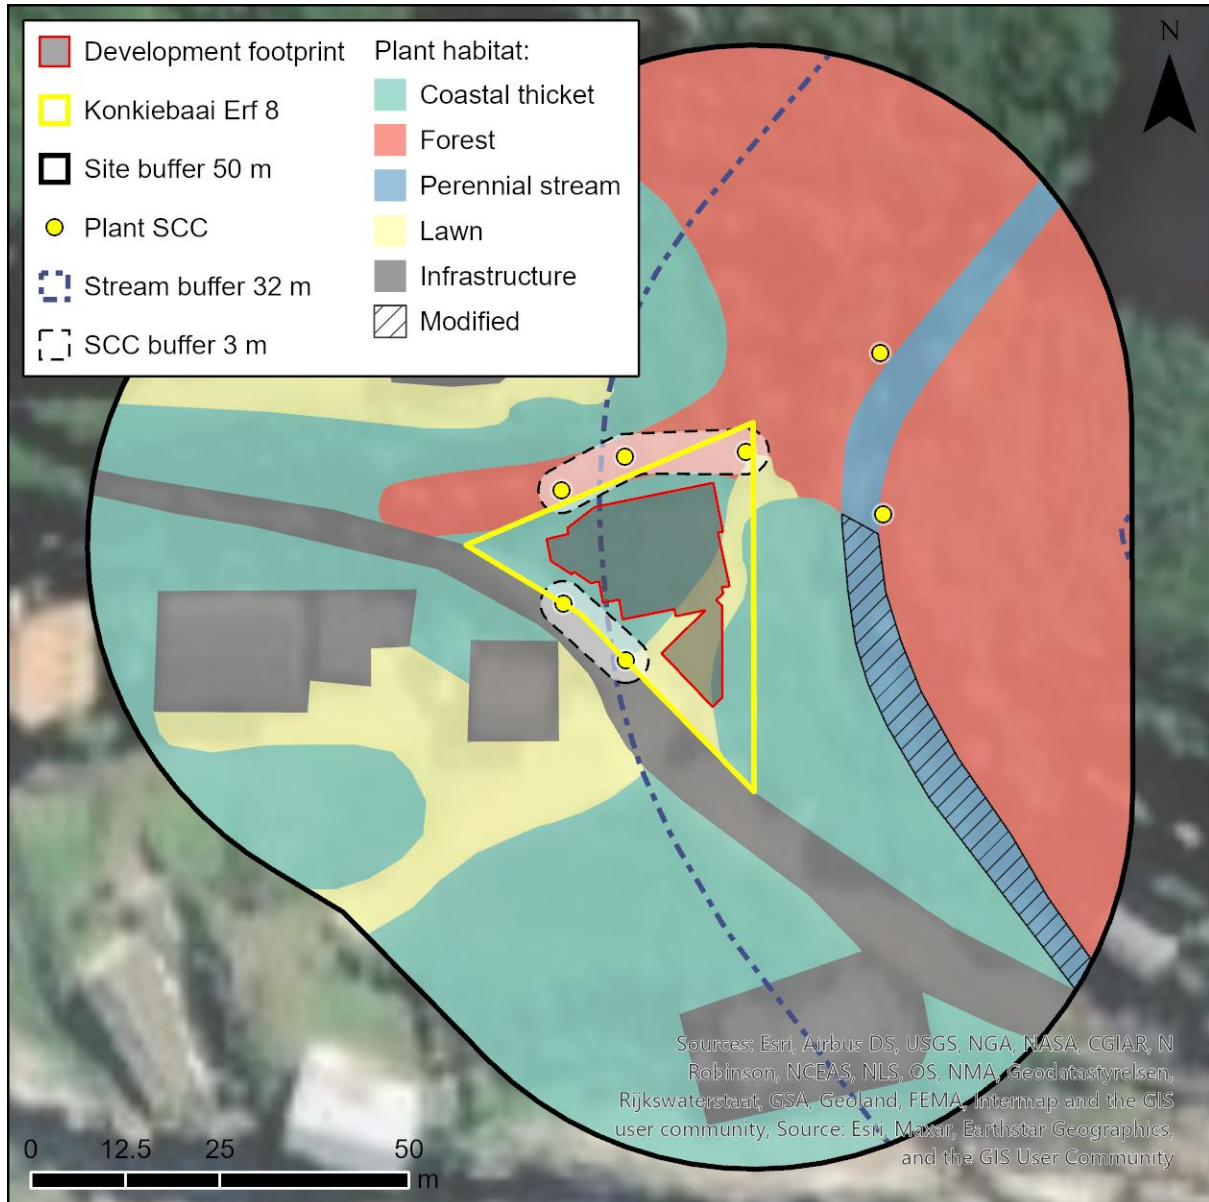 Development footprint
Konkiebaai Erf 8
Site buffer 50 m
Plant SCC
Stream buffer 32 m
SCC buffer 3 m
Plant habitat:
Coastal thicket
Forest
Perennial stream
Lawn
Infrastructure
Modified
N
Sources: Esri, Airbus DS, USGS, NGA, NASA, CGIAR, N
Robinson, NCEAS, NLS, OS, NMA, Geodatastyrelsen,
Rijkswaterstaat, GSA, Geoland, FEMA, Intermap and the GIS
user community, Source: Esri, Maxar, Earthstar Geographics,
and the GIS User Community
0 12.5 25 50
m